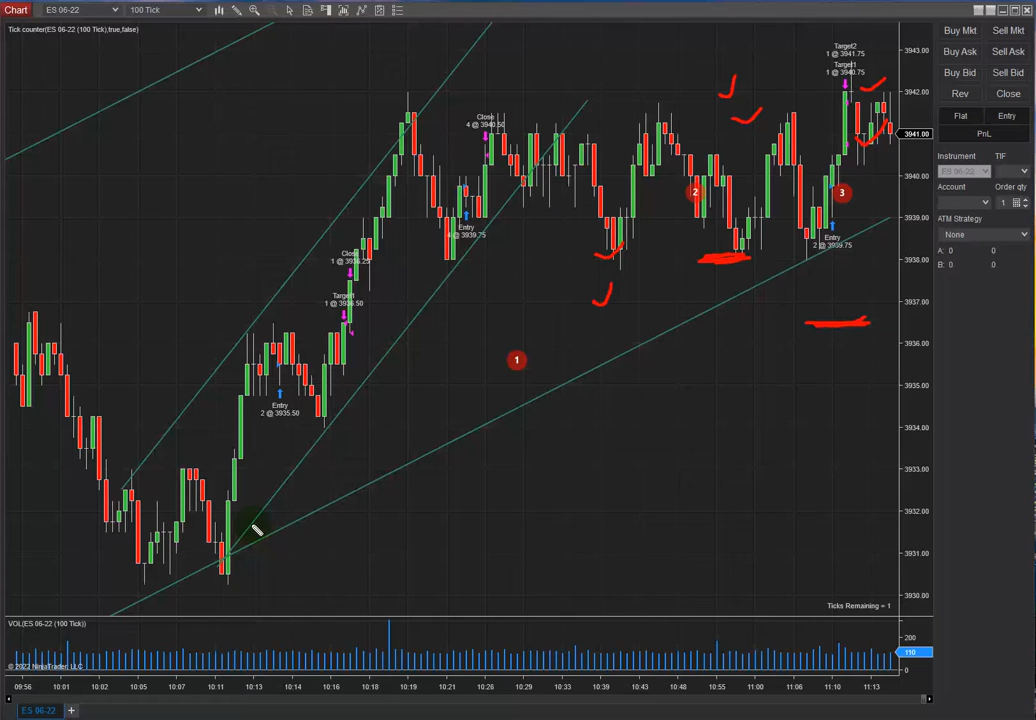 Chart ES 06-22 100 Tick
Tick counter(ES 06-22 (100 Tick),true,false)
Target2
1 @ 3941.75
Target1
1 @ 3940.75
Close
4 @ 3940.50
Entry
4 @ 3939.75
Close
1 @ 3936.25
Target1
1 @ 3936.50
Entry
2 @ 3935.50
Entry
2 @ 3939.75
1
2
3
3943.00
3942.00
3941.00
3940.00
3939.00
3938.00
3937.00
3936.00
3935.00
3934.00
3933.00
3932.00
3931.00
3930.00
Ticks Remaining = 1
VOL(ES 06-22 (100 Tick))
200
110
0
© 2022 NinjaTrader, LLC
09:56 10:01 10:02 10:05 10:07 10:11 10:13 10:14 10:16 10:18 10:19 10:21 10:26 10:29 10:33 10:39 10:41 10:48 10:55 11:00 11:06 11:10 11:13
ES 06-22 +
Buy Mkt Sell Mkt
Buy Ask Sell Ask
Buy Bid Sell Bid
Rev Close
Flat Entry
PnL
Instrument TIF
ES 06-22
Account Order qty
1
ATM Strategy
None
A: 0 0
B: 0 0